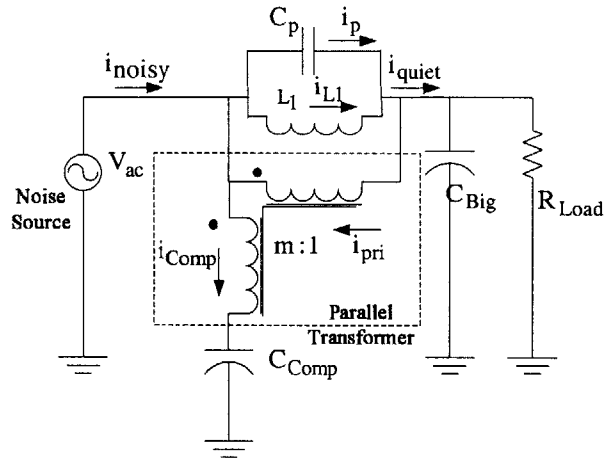 C_p
i_p
i_noisy
i_quiet
L_1
i_L1
V_ac
Noise
Source
C_Big
R_Load
i_Comp
m : 1
i_pri
Parallel
Transformer
C_Comp